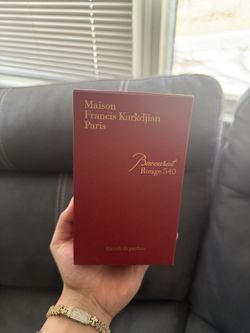 Maison
Francis Kurkdjian
Paris
Baccarat
Rouge 540
Extrait de parfum